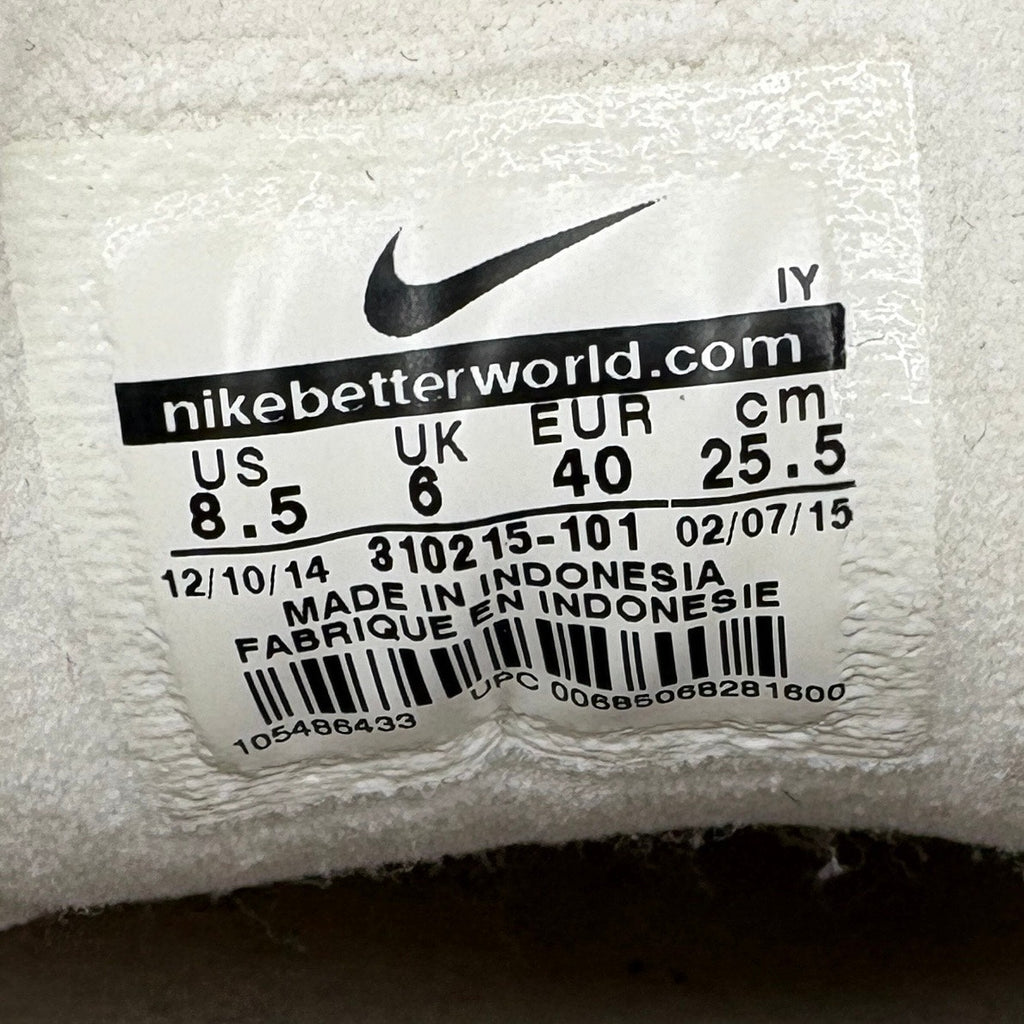 IY
nikebetterworld.com
US UK EUR cm
8.5 6 40 25.5
12/10/14 310215-101 02/07/15
MADE IN INDONESIA
FABRIQUE EN INDONESIE
105486433 UPC 00685068281600